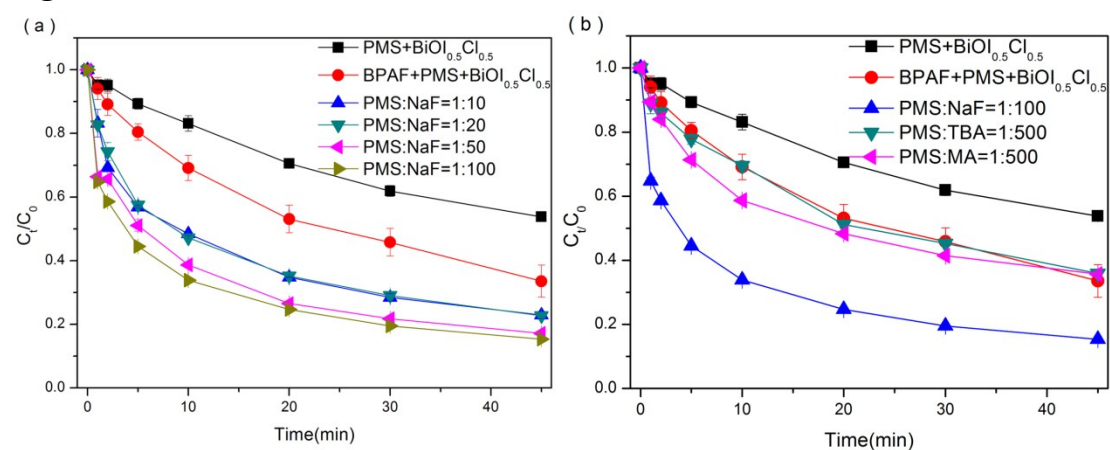 ( a )
PMS+BiOI0.5Cl0.5
BPAF+PMS+BiOI0.5Cl0.5
PMS:NaF=1:10
PMS:NaF=1:20
PMS:NaF=1:50
PMS:NaF=1:100
1.0
0.8
0.6
0.4
0.2
0.0
Ct/C0
0
10
20
30
40
Time(min)
( b )
PMS+BiOI0.5Cl0.5
BPAF+PMS+BiOI0.5Cl0.5
PMS:NaF=1:100
PMS:TBA=1:500
PMS:MA=1:500
1.0
0.8
0.6
0.4
0.2
0.0
Ct/C0
0
10
20
30
40
Time(min)